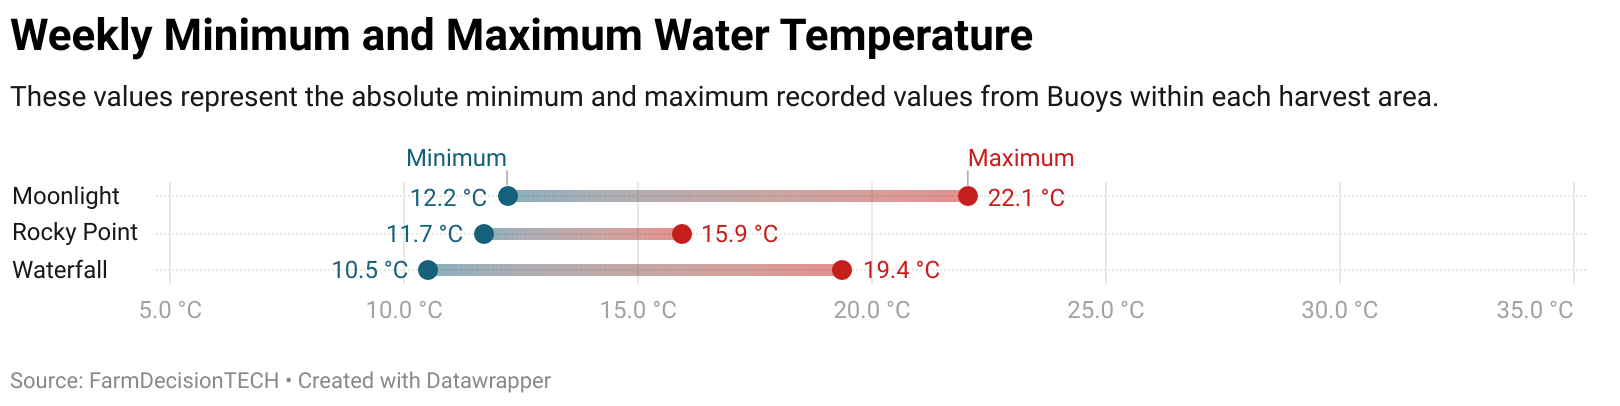 Weekly Minimum and Maximum Water Temperature
These values represent the absolute minimum and maximum recorded values from Buoys within each harvest area.
Minimum Maximum
Moonlight 12.2 °C 22.1 °C
Rocky Point 11.7 °C 15.9 °C
Waterfall 10.5 °C 19.4 °C
5.0 °C 10.0 °C 15.0 °C 20.0 °C 25.0 °C 30.0 °C 35.0 °C
Source: FarmDecisionTECH • Created with Datawrapper